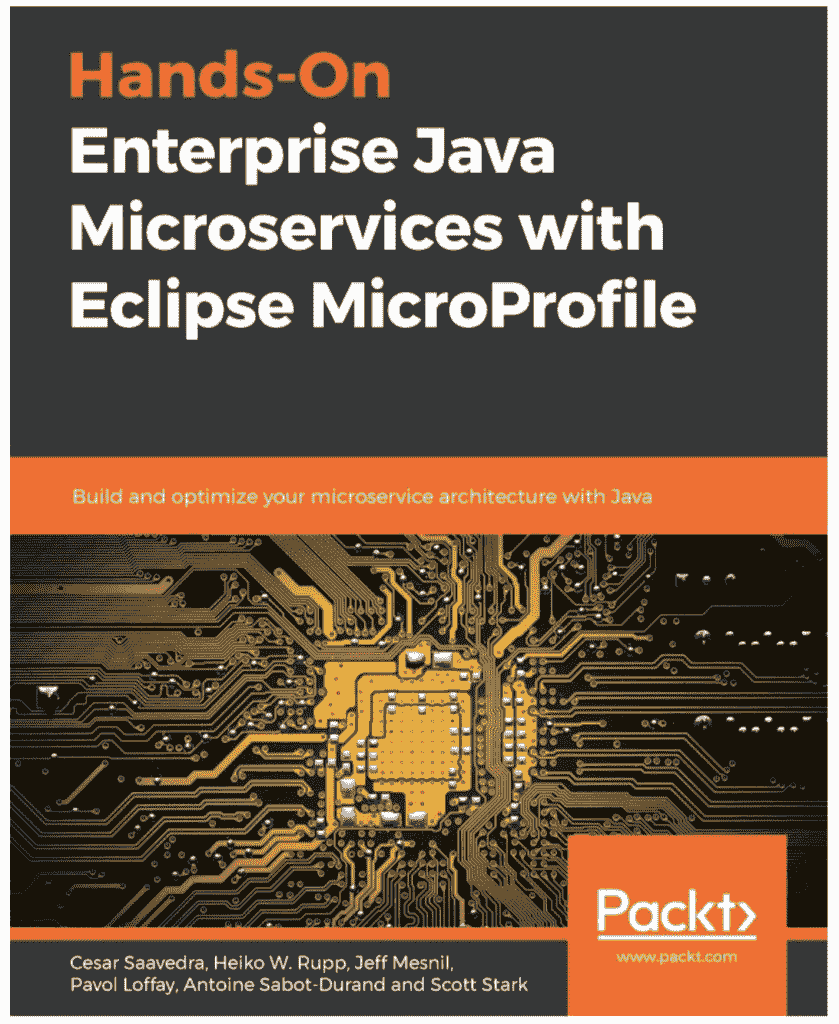 Hands-On
Enterprise Java
Microservices with
Eclipse MicroProfile
Build and optimize your microservice architecture with Java
Packt>
www.packt.com
Cesar Saavedra, Heiko W. Rupp, Jeff Mesnil,
Pavol Loffay, Antoine Sabot-Durand and Scott Stark